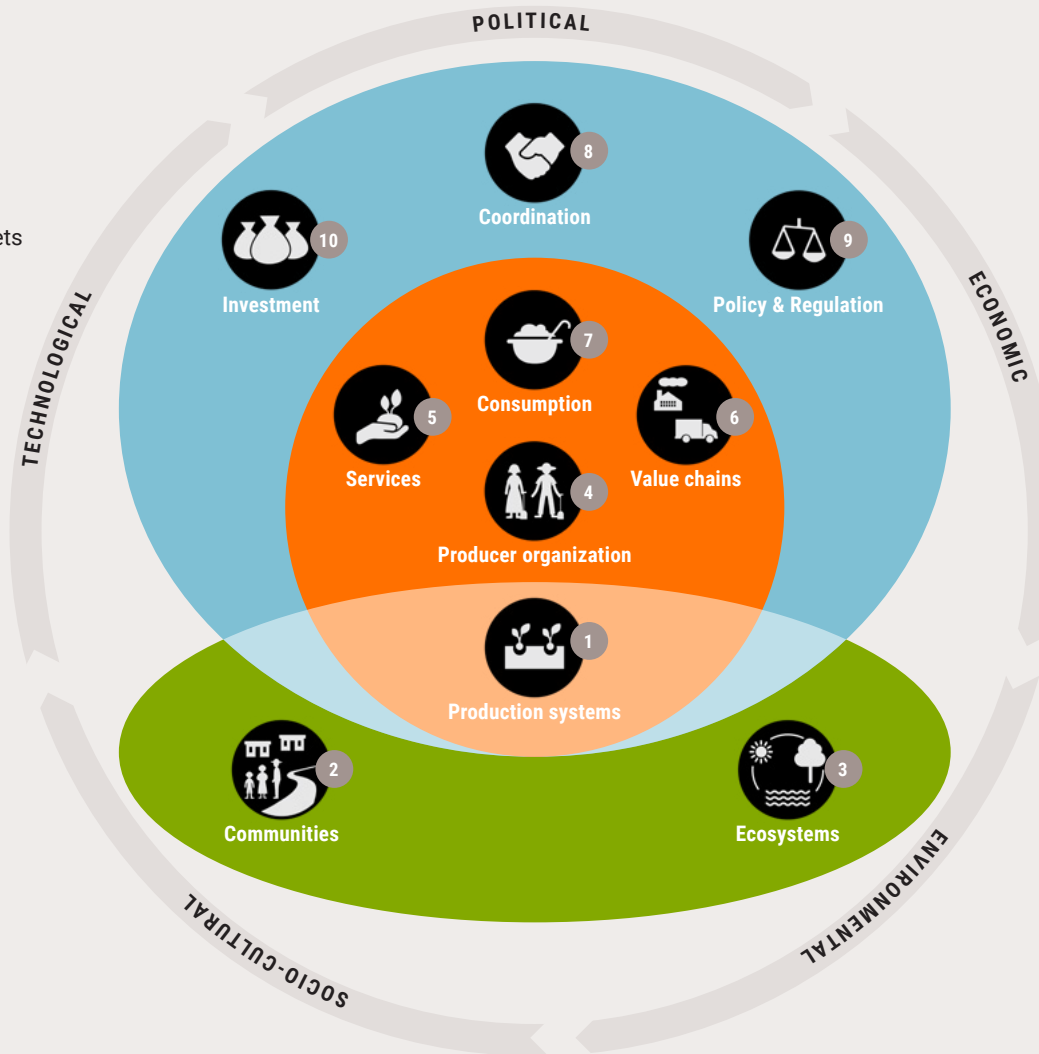 POLITICAL
8
Coordination
10
Investment
9
Policy & Regulation
ets
TECHNOLOGICAL
ECONOMIC
7
Consumption
5
Services
6
Value chains
4
Producer organization
1
Production systems
2
Communities
3
Ecosystems
SOCIO-CULTURAL
ENVIRONMENTAL